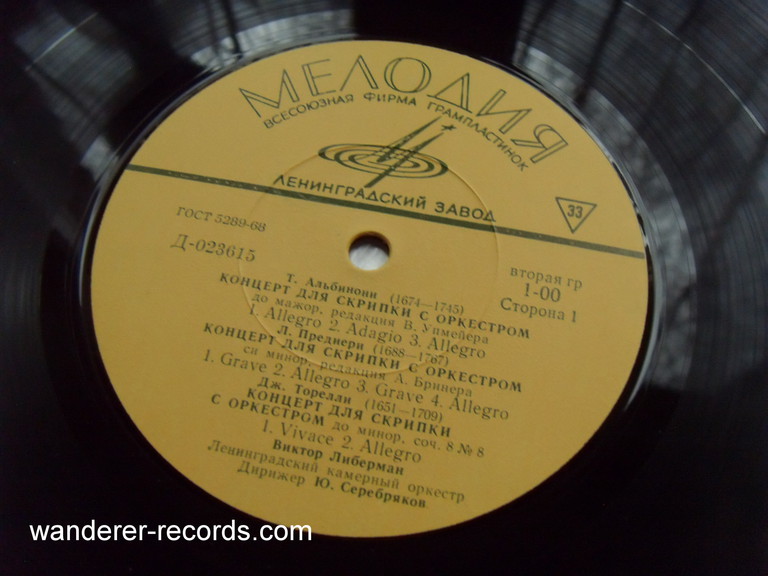 МЕЛОДИЯ
ВСЕСОЮЗНАЯ ФИРМА ГРАМПЛАСТИНОК
ЛЕНИНГРАДСКИЙ ЗАВОД
33
ГОСТ 5289-68
Д-023615
вторая гр
1-00
Сторона 1
Т. Альбинони (1674—1745)
КОНЦЕРТ ДЛЯ СКРИПКИ С ОРКЕСТРОМ
до мажор, редакция В. Упмейера
1. Allegro 2. Adagio 3. Allegro
Л. Предиери (1688—1767)
КОНЦЕРТ ДЛЯ СКРИПКИ С ОРКЕСТРОМ
си минор, редакция А. Бринера
1. Grave 2. Allegro 3. Grave 4. Allegro
Дж. Торелли (1651—1709)
КОНЦЕРТ ДЛЯ СКРИПКИ
С ОРКЕСТРОМ до минор, соч. 8 № 8
1. Vivace 2. Allegro
Виктор Либерман
Ленинградский камерный оркестр
Дирижер Ю. Серебряков
wanderer-records.com